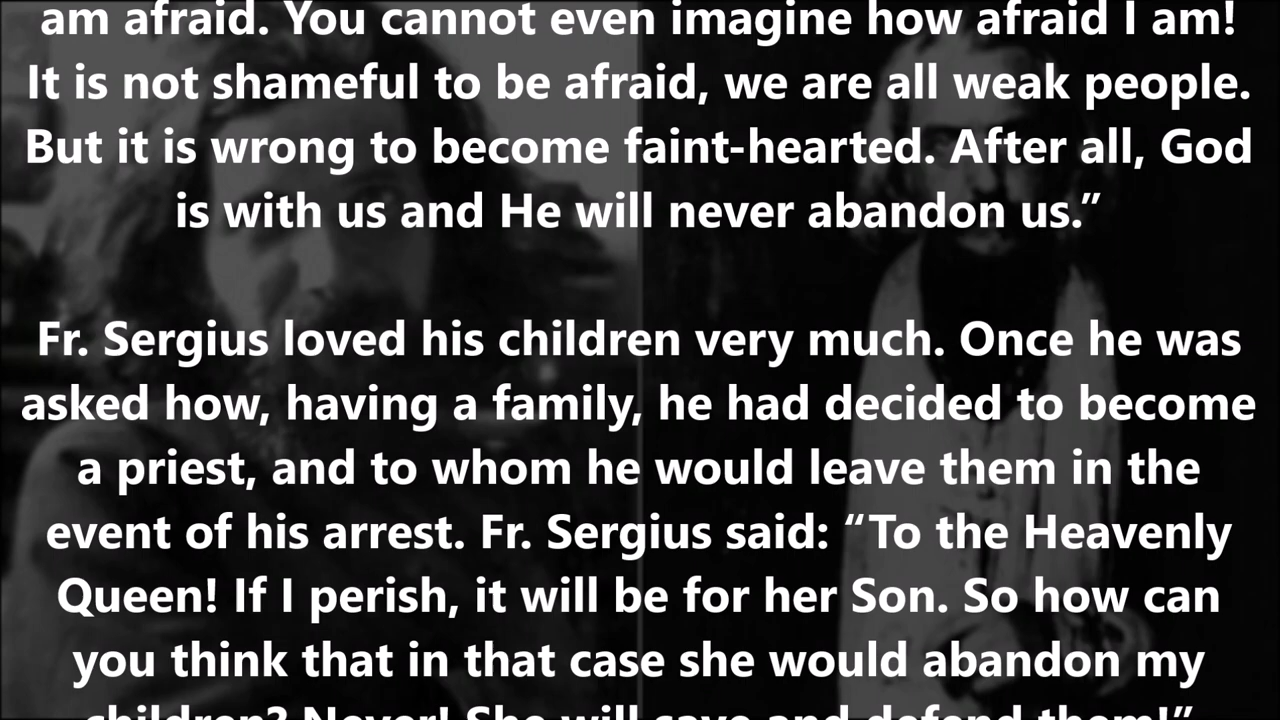 am afraid. You cannot even imagine how afraid I am!
It is not shameful to be afraid, we are all weak people.
But it is wrong to become faint-hearted. After all, God
is with us and He will never abandon us.”
Fr. Sergius loved his children very much. Once he was
asked how, having a family, he had decided to become
a priest, and to whom he would leave them in the
event of his arrest. Fr. Sergius said: “To the Heavenly
Queen! If I perish, it will be for her Son. So how can
you think that in that case she would abandon my
children? Never! She will save and defend them!”